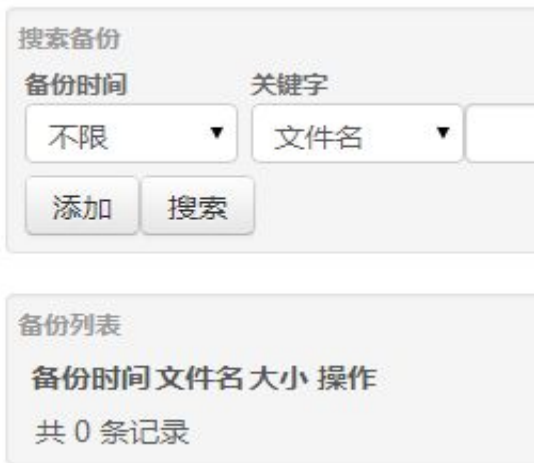 搜索备份
备份时间 关键字
不限 文件名
添加 搜索
备份列表
备份时间 文件名 大小 操作
共 0 条记录